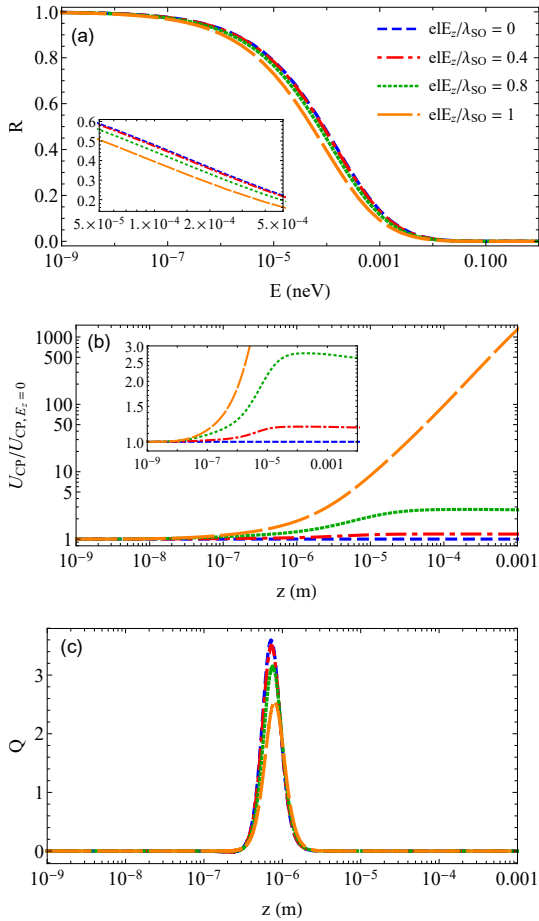 (a)
R
1.0
0.8
0.6
0.4
0.2
0.0
elE_z/λ_SO = 0
elE_z/λ_SO = 0.4
elE_z/λ_SO = 0.8
elE_z/λ_SO = 1
0.6
0.5
0.4
0.3
0.2
5.×10⁻⁵ 1.×10⁻⁴ 2.×10⁻⁴ 5.×10⁻⁴
10⁻⁹ 10⁻⁷ 10⁻⁵ 0.001 0.100
E (neV)
(b)
U_CP/U_CP, E_z=0
1000
500
100
50
10
5
1
3.0
2.5
2.0
1.5
1.0
10⁻⁹ 10⁻⁷ 10⁻⁵ 0.001
10⁻⁹ 10⁻⁸ 10⁻⁷ 10⁻⁶ 10⁻⁵ 10⁻⁴ 0.001
z (m)
(c)
Q
3
2
1
0
10⁻⁹ 10⁻⁸ 10⁻⁷ 10⁻⁶ 10⁻⁵ 10⁻⁴ 0.001
z (m)